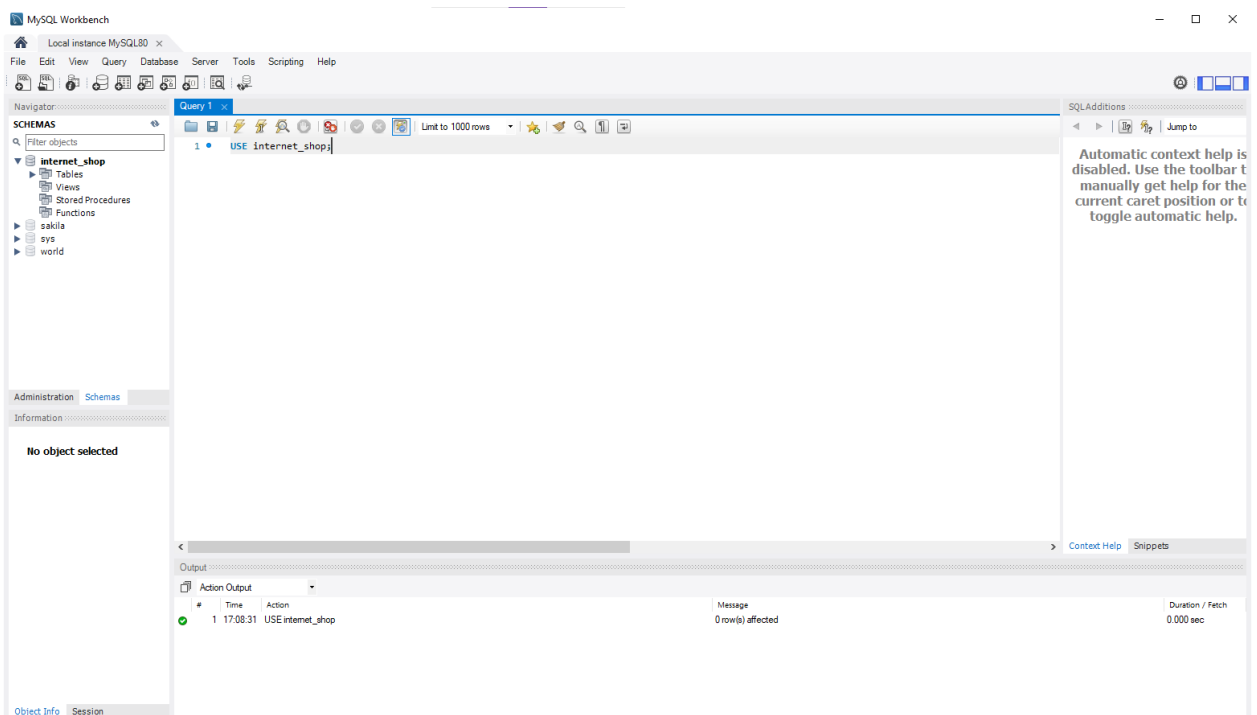 MySQL Workbench
Local instance MySQL80
File Edit View Query Database Server Tools Scripting Help
Navigator
SCHEMAS
Filter objects
internet_shop
Tables
Views
Stored Procedures
Functions
sakila
sys
world
Administration Schemas
Information
No object selected
Object Info Session
Query 1
Limit to 1000 rows
1 USE internet_shop;
Output
Action Output
# Time Action Message Duration / Fetch
1 17:08:31 USE internet_shop 0 row(s) affected 0.000 sec
SQLAdditions
Jump to
Automatic context help is
disabled. Use the toolbar t
manually get help for the
current caret position or to
toggle automatic help.
Context Help Snippets